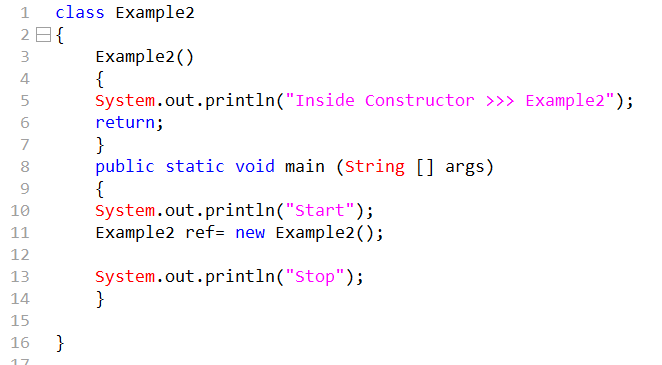 1 class Example2
2 {
3 Example2()
4 {
5 System.out.println("Inside Constructor >>> Example2");
6 return;
7 }
8 public static void main (String [] args)
9 {
10 System.out.println("Start");
11 Example2 ref= new Example2();
12
13 System.out.println("Stop");
14 }
15
16 }
17